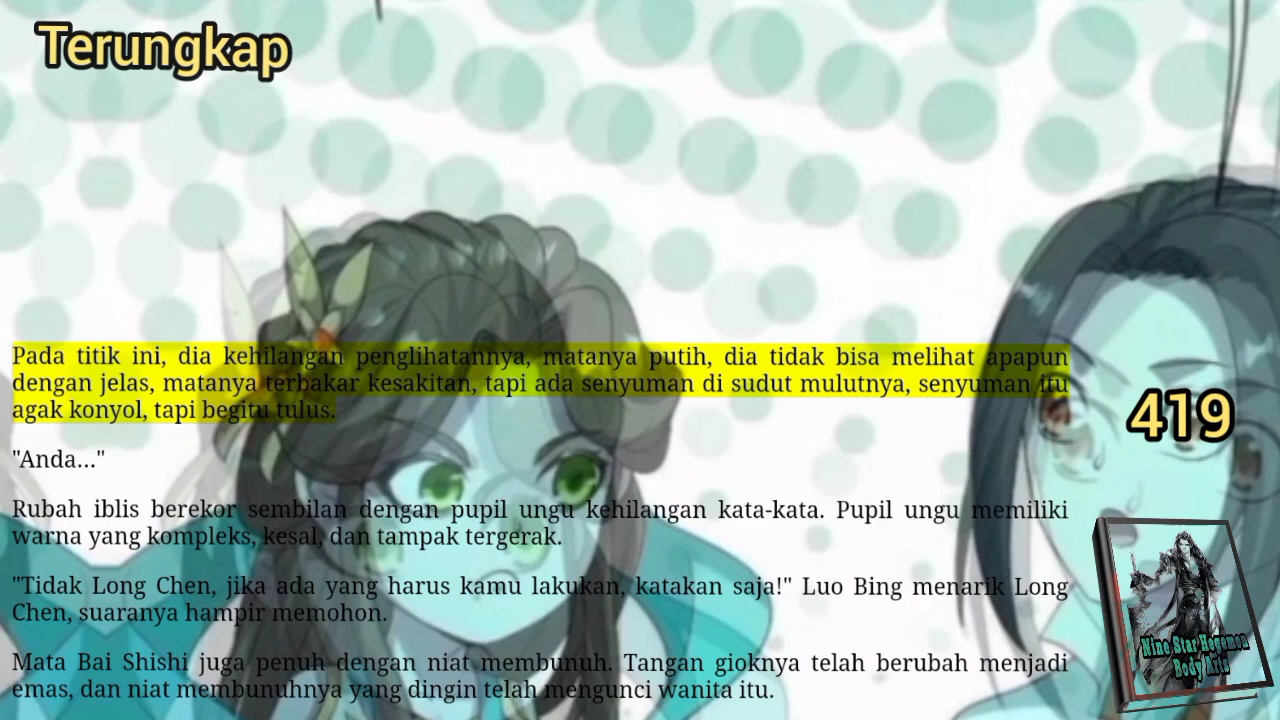 Terungkap
Pada titik ini, dia kehilangan penglihatannya, matanya putih, dia tidak bisa melihat apapun
dengan jelas, matanya terbakar kesakitan, tapi ada senyuman di sudut mulutnya, senyuman itu
agak konyol, tapi begitu tulus.
419
"Anda..."
Rubah iblis berekor sembilan dengan pupil ungu kehilangan kata-kata. Pupil ungu memiliki
warna yang kompleks, kesal, dan tampak tergerak.
"Tidak Long Chen, jika ada yang harus kamu lakukan, katakan saja!" Luo Bing menarik Long
Chen, suaranya hampir memohon.
Mata Bai Shishi juga penuh dengan niat membunuh. Tangan gioknya telah berubah menjadi
emas, dan niat membunuhnya yang dingin telah mengunci wanita itu.
Nine Star Hegemon
Body Arts